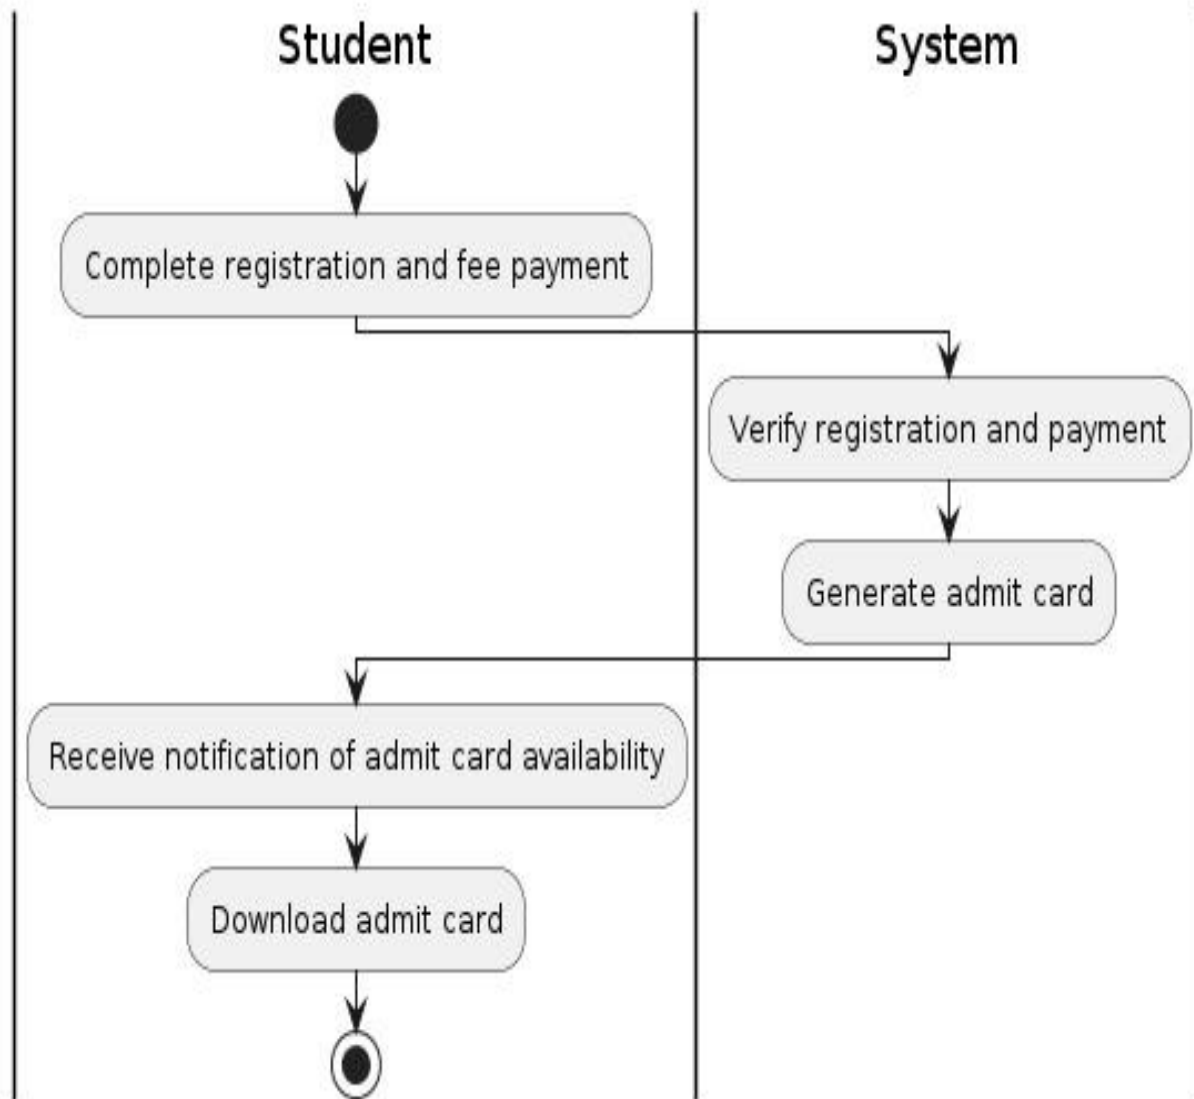 Student
System
Complete registration and fee payment
Verify registration and payment
Generate admit card
Receive notification of admit card availability
Download admit card